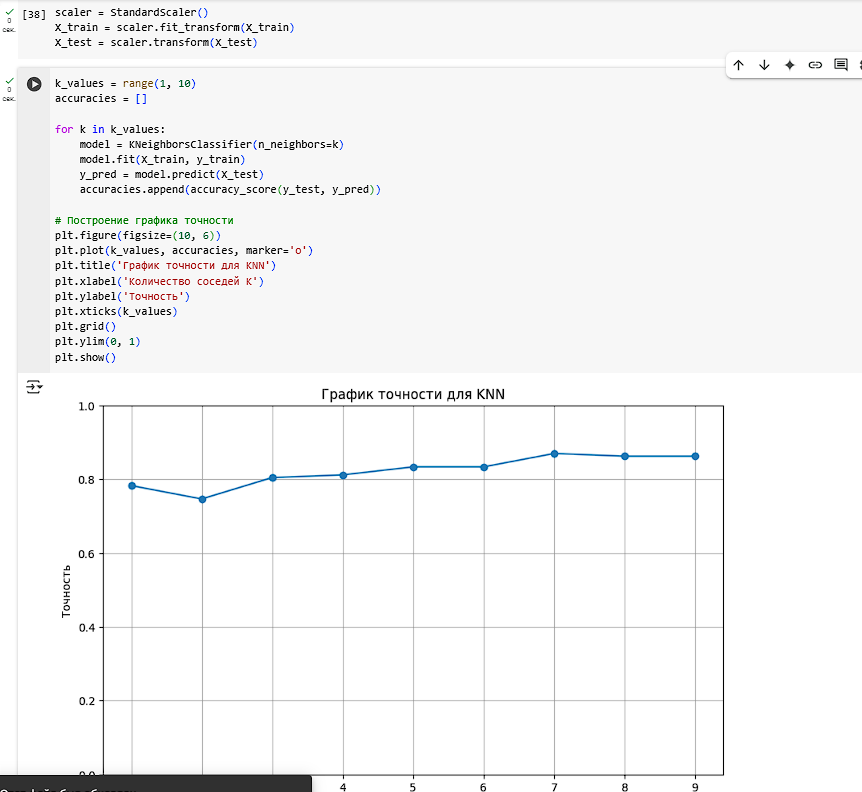 [38] scaler = StandardScaler()
X_train = scaler.fit_transform(X_train)
X_test = scaler.transform(X_test)
0
сек.
k_values = range(1, 10)
accuracies = []
0
сек.
for k in k_values:
    model = KNeighborsClassifier(n_neighbors=k)
    model.fit(X_train, y_train)
    y_pred = model.predict(X_test)
    accuracies.append(accuracy_score(y_test, y_pred))
# Построение графика точности
plt.figure(figsize=(10, 6))
plt.plot(k_values, accuracies, marker='o')
plt.title('График точности для KNN')
plt.xlabel('Количество соседей К')
plt.ylabel('Точность')
plt.xticks(k_values)
plt.grid()
plt.ylim(0, 1)
plt.show()
График точности для KNN
1.0
0.8
0.6
0.4
0.2
0.0
Точность
4 5 6 7 8 9